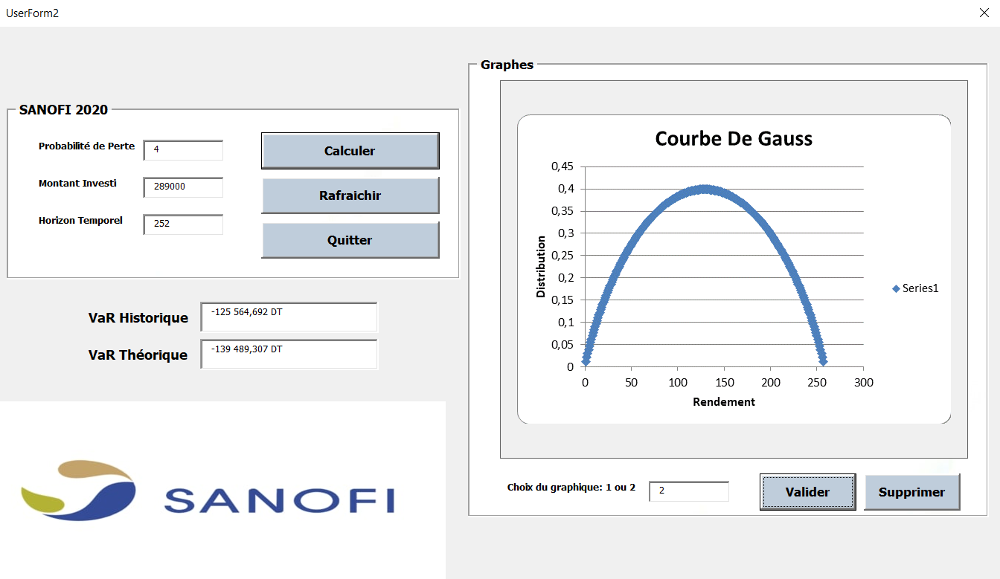 UserForm2
SANOFI 2020
Probabilité de Perte 4
Montant Investi 289000
Horizon Temporel 252
Calculer
Rafraichir
Quitter
VaR Historique -125 564,692 DT
VaR Théorique -139 489,307 DT
SANOFI
Graphes
Courbe De Gauss
Distribution
0,45
0,4
0,35
0,3
0,25
0,2
0,15
0,1
0,05
0
0 50 100 150 200 250 300
Rendement
Series1
Choix du graphique: 1 ou 2 2
Valider
Supprimer